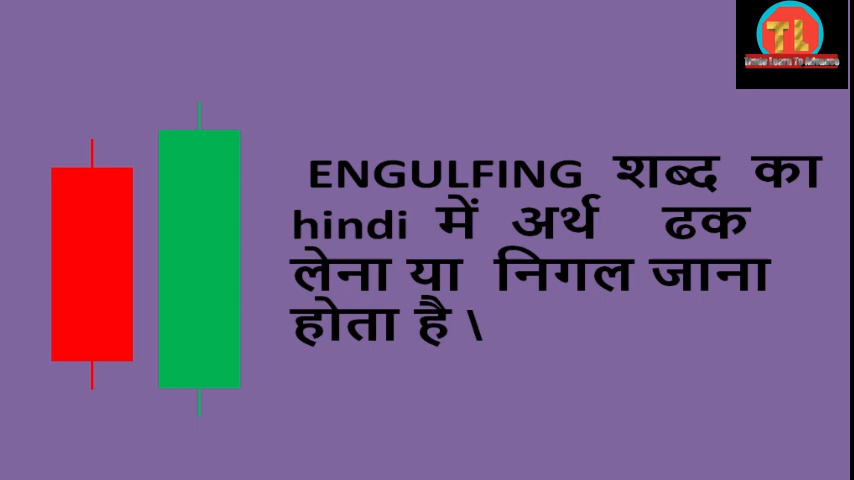 TL
ENGULFING शब्द का
hindi में अर्थ ढक
लेना या निगल जाना
होता है \